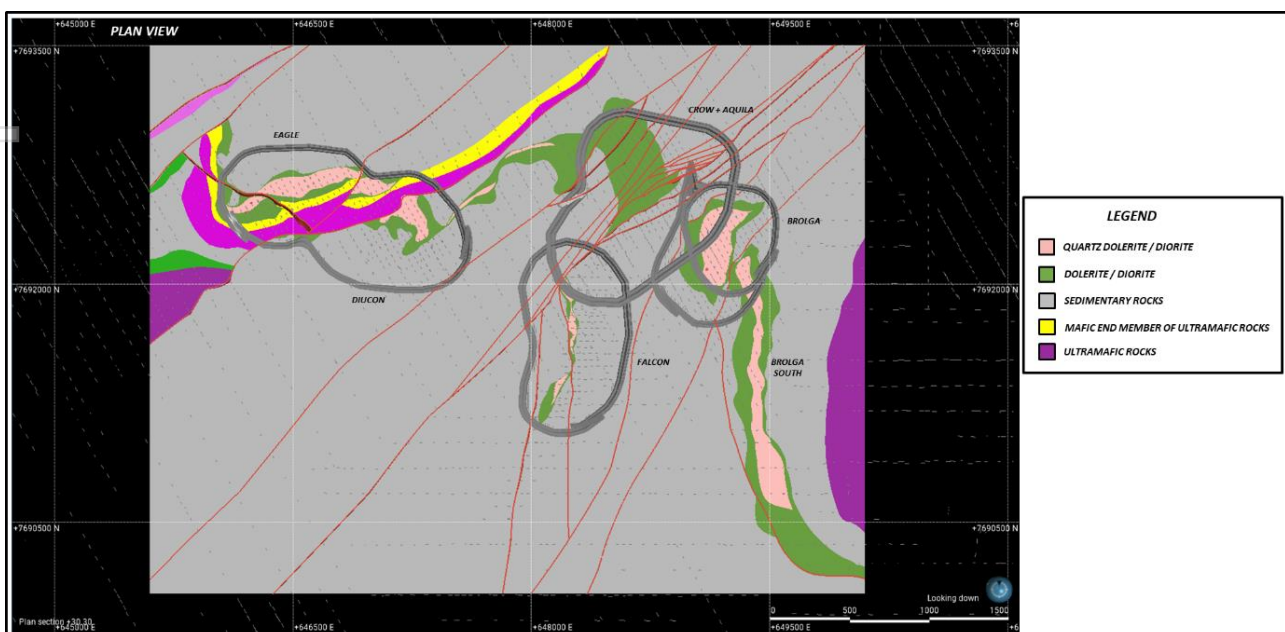 +645000 E
+646500 E
+648000 E
+649500 E
+6
PLAN VIEW
+7693500 N
+7693500 N
CROW + AQUILA
EAGLE
BROLGA
+7692000 N
+7692000 N
DIUCON
FALCON
BROLGA
SOUTH
+7690500 N
+7690500 N
Looking down
0
500
1000
1500
Plan section +30.30
+645000 E
+646500 E
+648000 E
+649500 E
+6
LEGEND
QUARTZ DOLERITE / DIORITE
DOLERITE / DIORITE
SEDIMENTARY ROCKS
MAFIC END MEMBER OF ULTRAMAFIC ROCKS
ULTRAMAFIC ROCKS